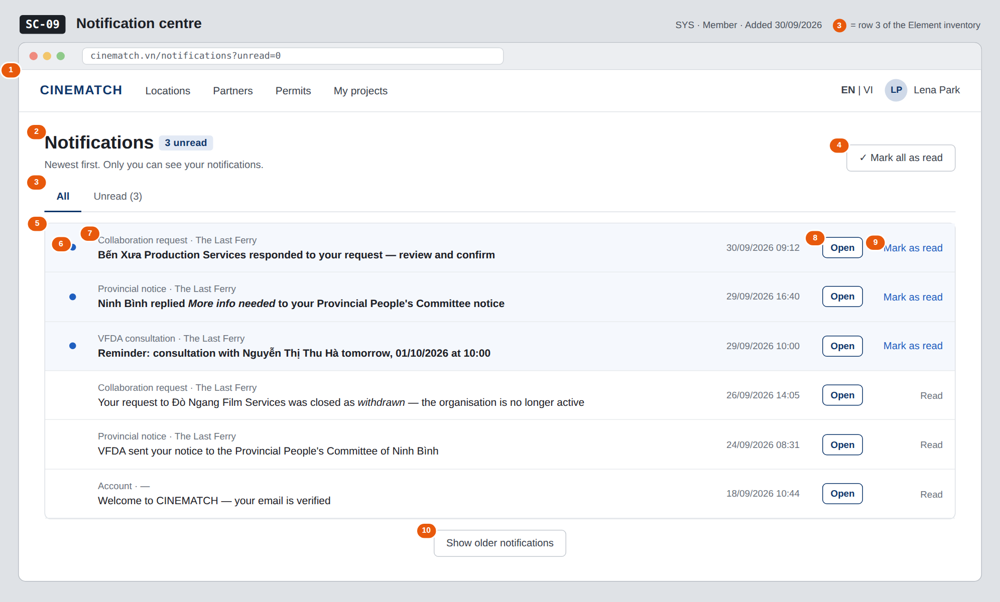 SC-09 Notification centre SYS · Member · Added 30/09/2026 3 = row 3 of the Element inventory
cinematch.vn/notifications?unread=0
1
CINEMATCH Locations Partners Permits My projects EN | VI LP Lena Park
2
Notifications 3 unread
4
✓ Mark all as read
Newest first. Only you can see your notifications.
3
All Unread (3)
5
6
7
Collaboration request · The Last Ferry
Bến Xưa Production Services responded to your request — review and confirm
30/09/2026 09:12
8
Open
9
Mark as read
Provincial notice · The Last Ferry
Ninh Bình replied More info needed to your Provincial People's Committee notice
29/09/2026 16:40 Open Mark as read
VFDA consultation · The Last Ferry
Reminder: consultation with Nguyễn Thị Thu Hà tomorrow, 01/10/2026 at 10:00
29/09/2026 10:00 Open Mark as read
Collaboration request · The Last Ferry
Your request to Đò Ngang Film Services was closed as withdrawn — the organisation is no longer active
26/09/2026 14:05 Open Read
Provincial notice · The Last Ferry
VFDA sent your notice to the Provincial People's Committee of Ninh Bình
24/09/2026 08:31 Open Read
Account · —
Welcome to CINEMATCH — your email is verified
18/09/2026 10:44 Open Read
10
Show older notifications